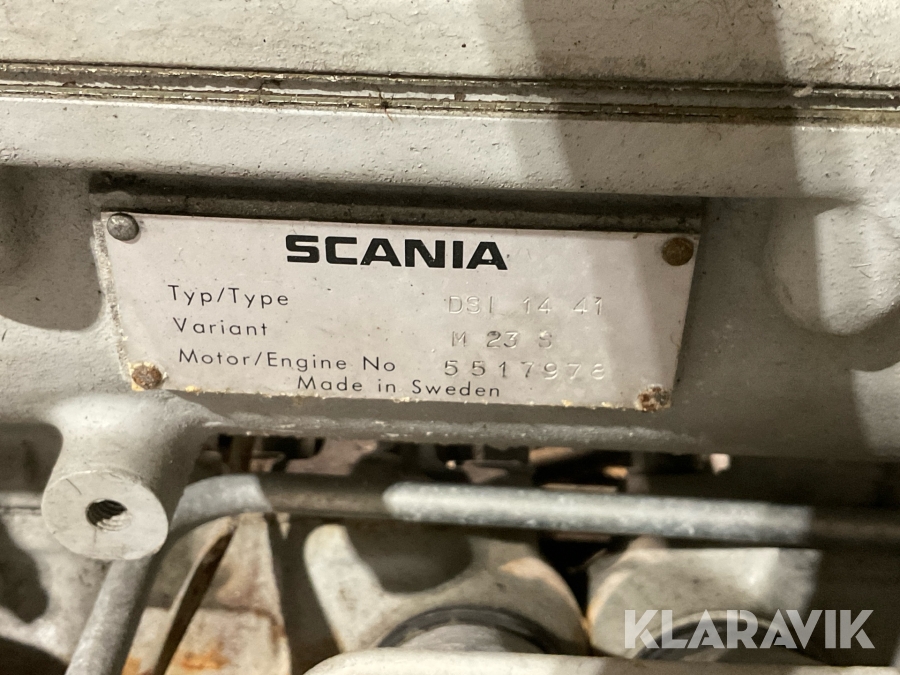 SCANIA
Typ/Type DSI 14 41
Variant M 23 S
Motor/Engine No 5517978
Made in Sweden
KLARAVIK